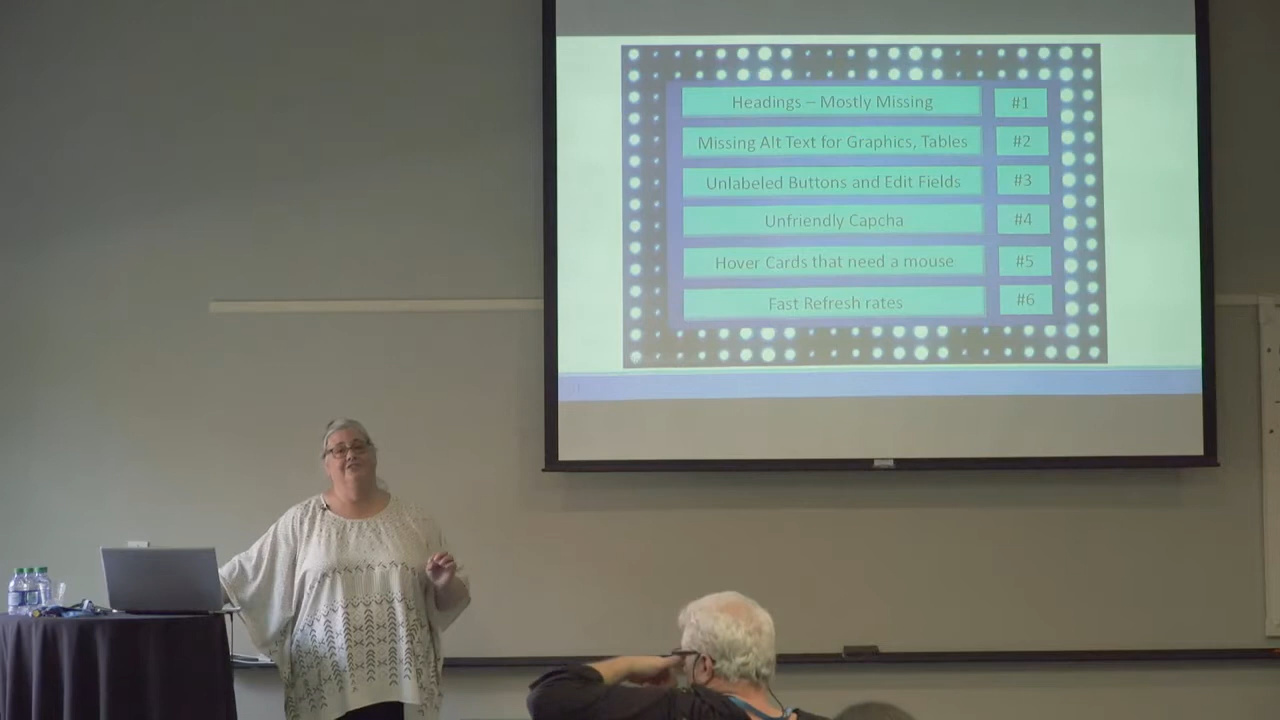 Headings – Mostly Missing #1
Missing Alt Text for Graphics, Tables #2
Unlabeled Buttons and Edit Fields #3
Unfriendly Capcha #4
Hover Cards that need a mouse #5
Fast Refresh rates #6